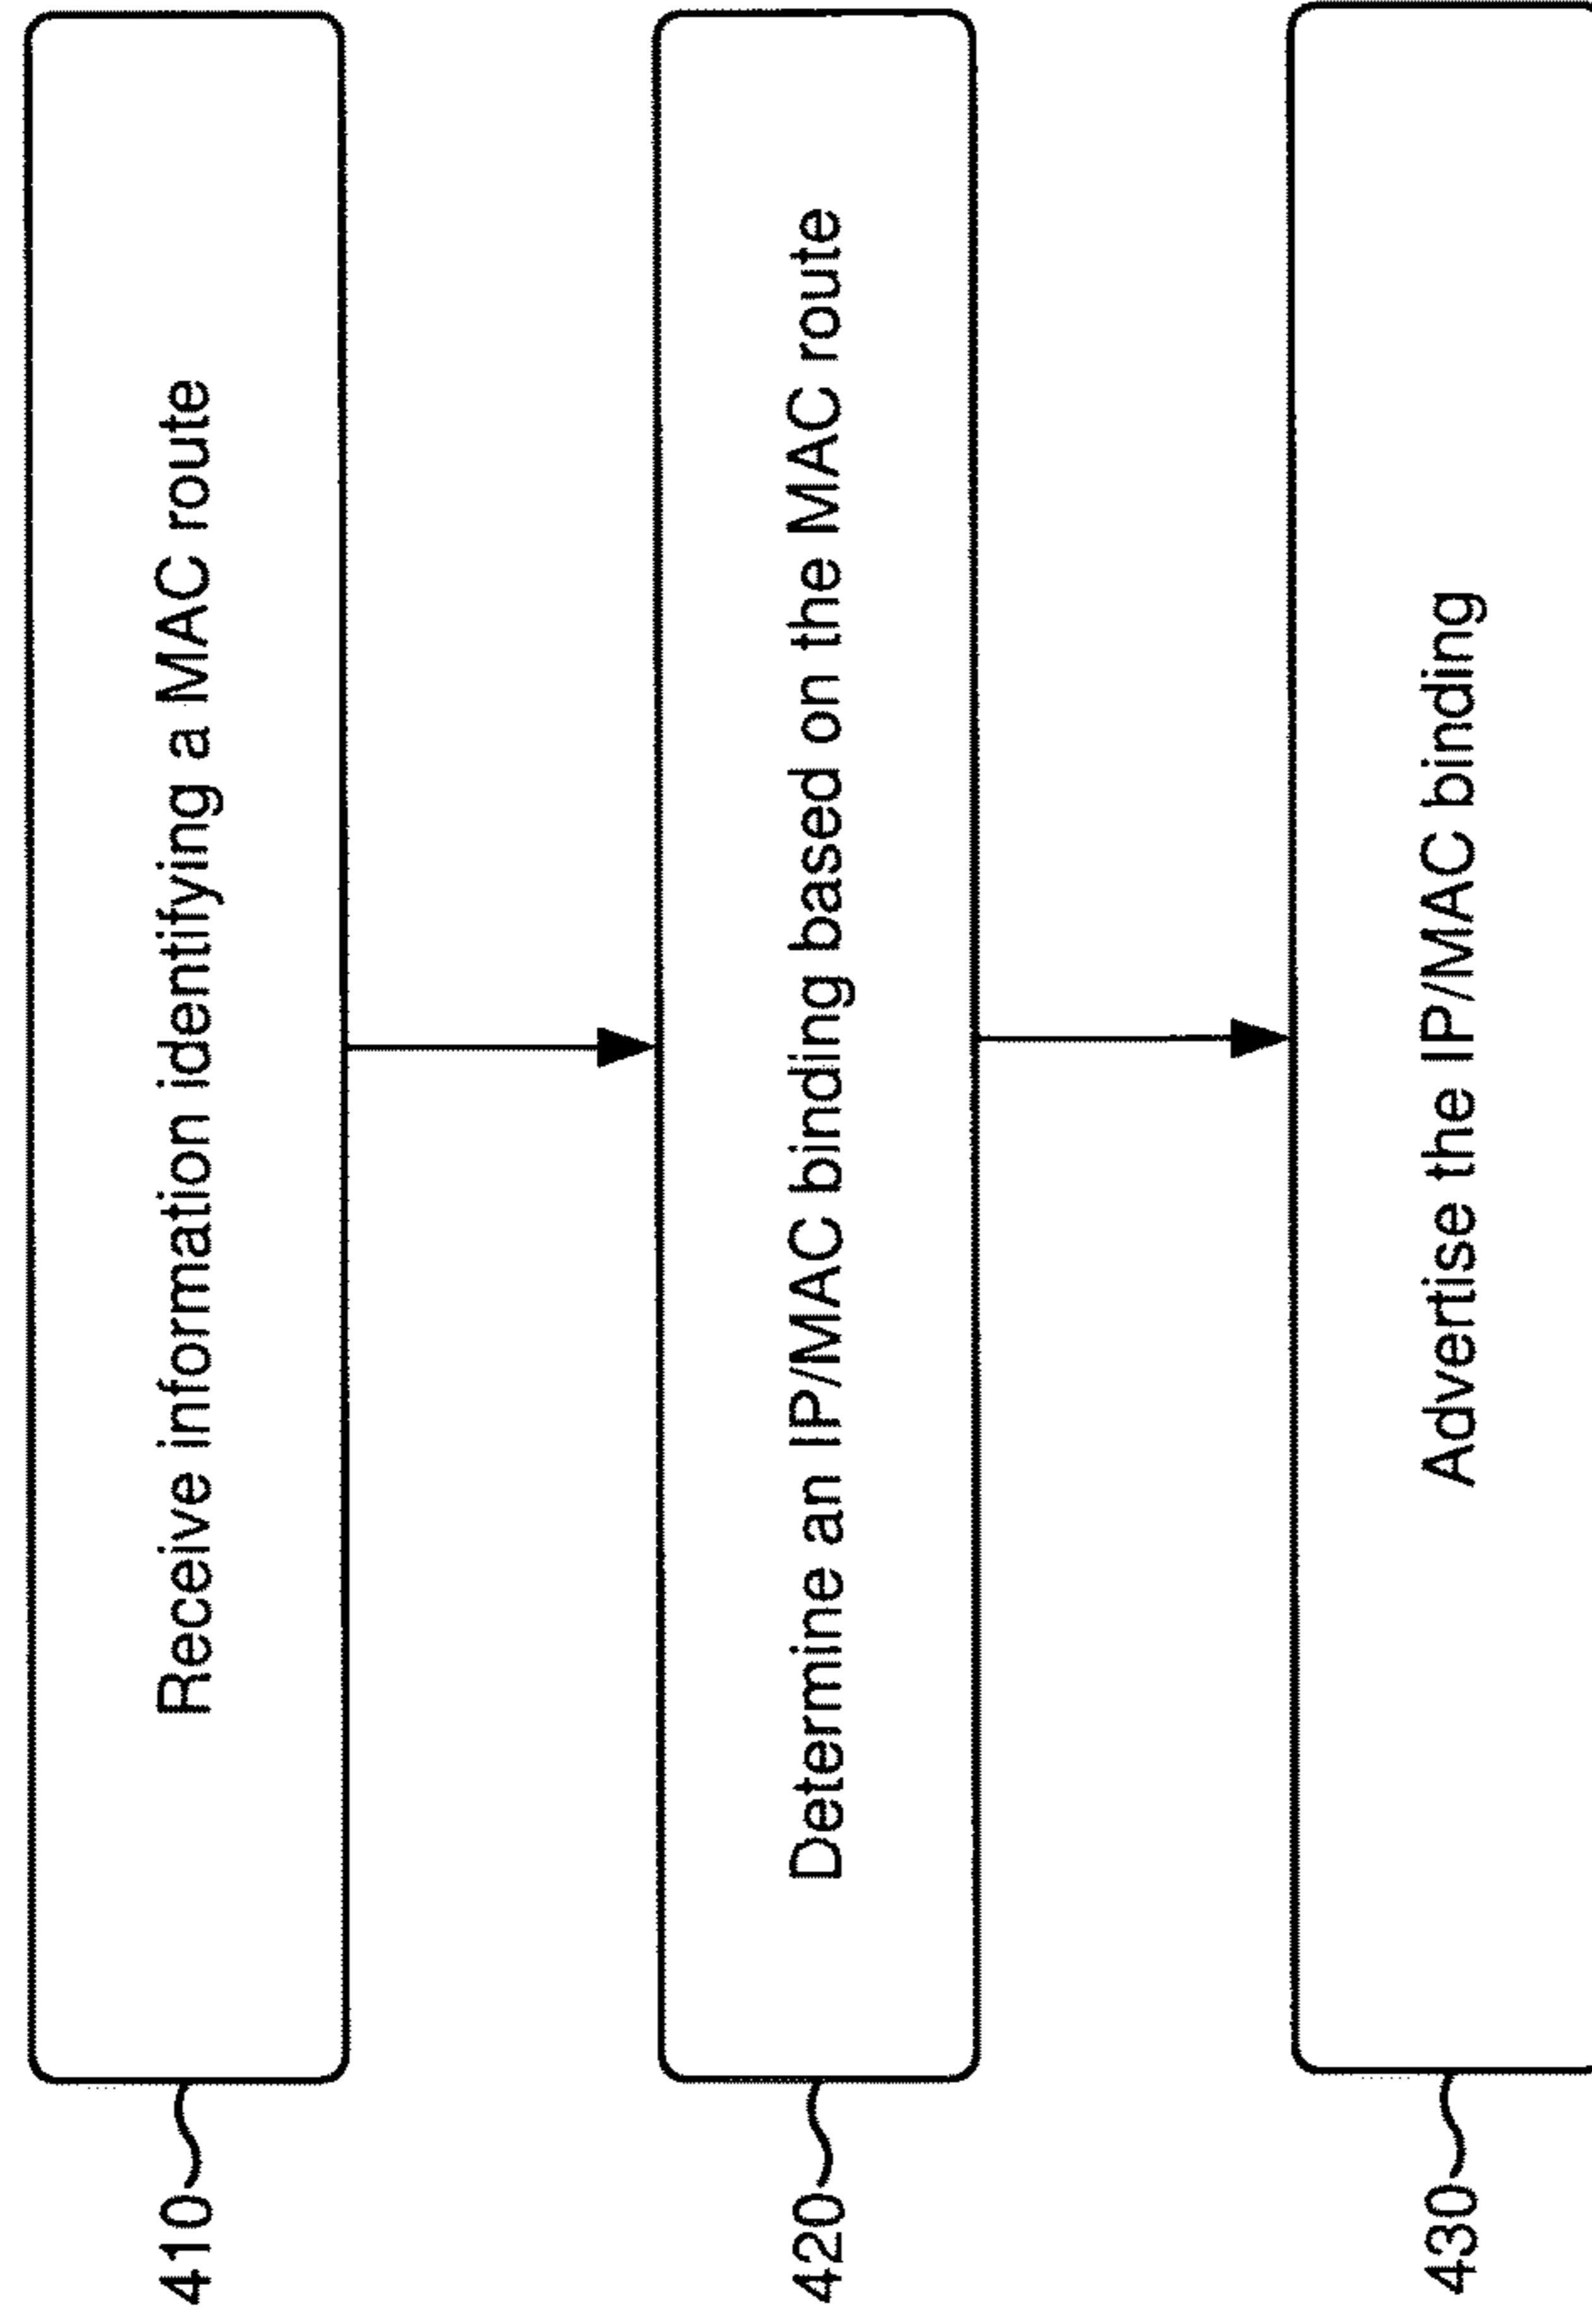 410
Receive information identifying a MAC route
420
Determine an IP/MAC binding based on the MAC route
430
Advertise the IP/MAC binding